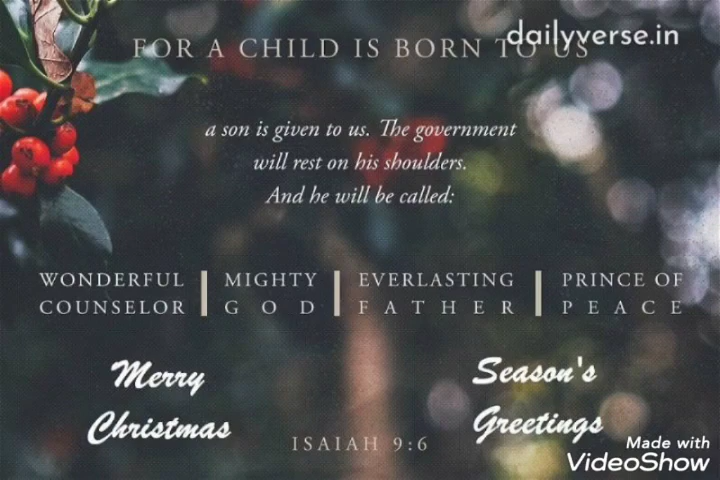 dailyverse.in
FOR A CHILD IS BORN TO US
a son is given to us. The government
will rest on his shoulders.
And he will be called:
WONDERFUL COUNSELOR
MIGHTY GOD
EVERLASTING FATHER
PRINCE OF PEACE
Merry
Christmas
Season's
Greetings
ISAIAH 9:6
Made with
VideoShow